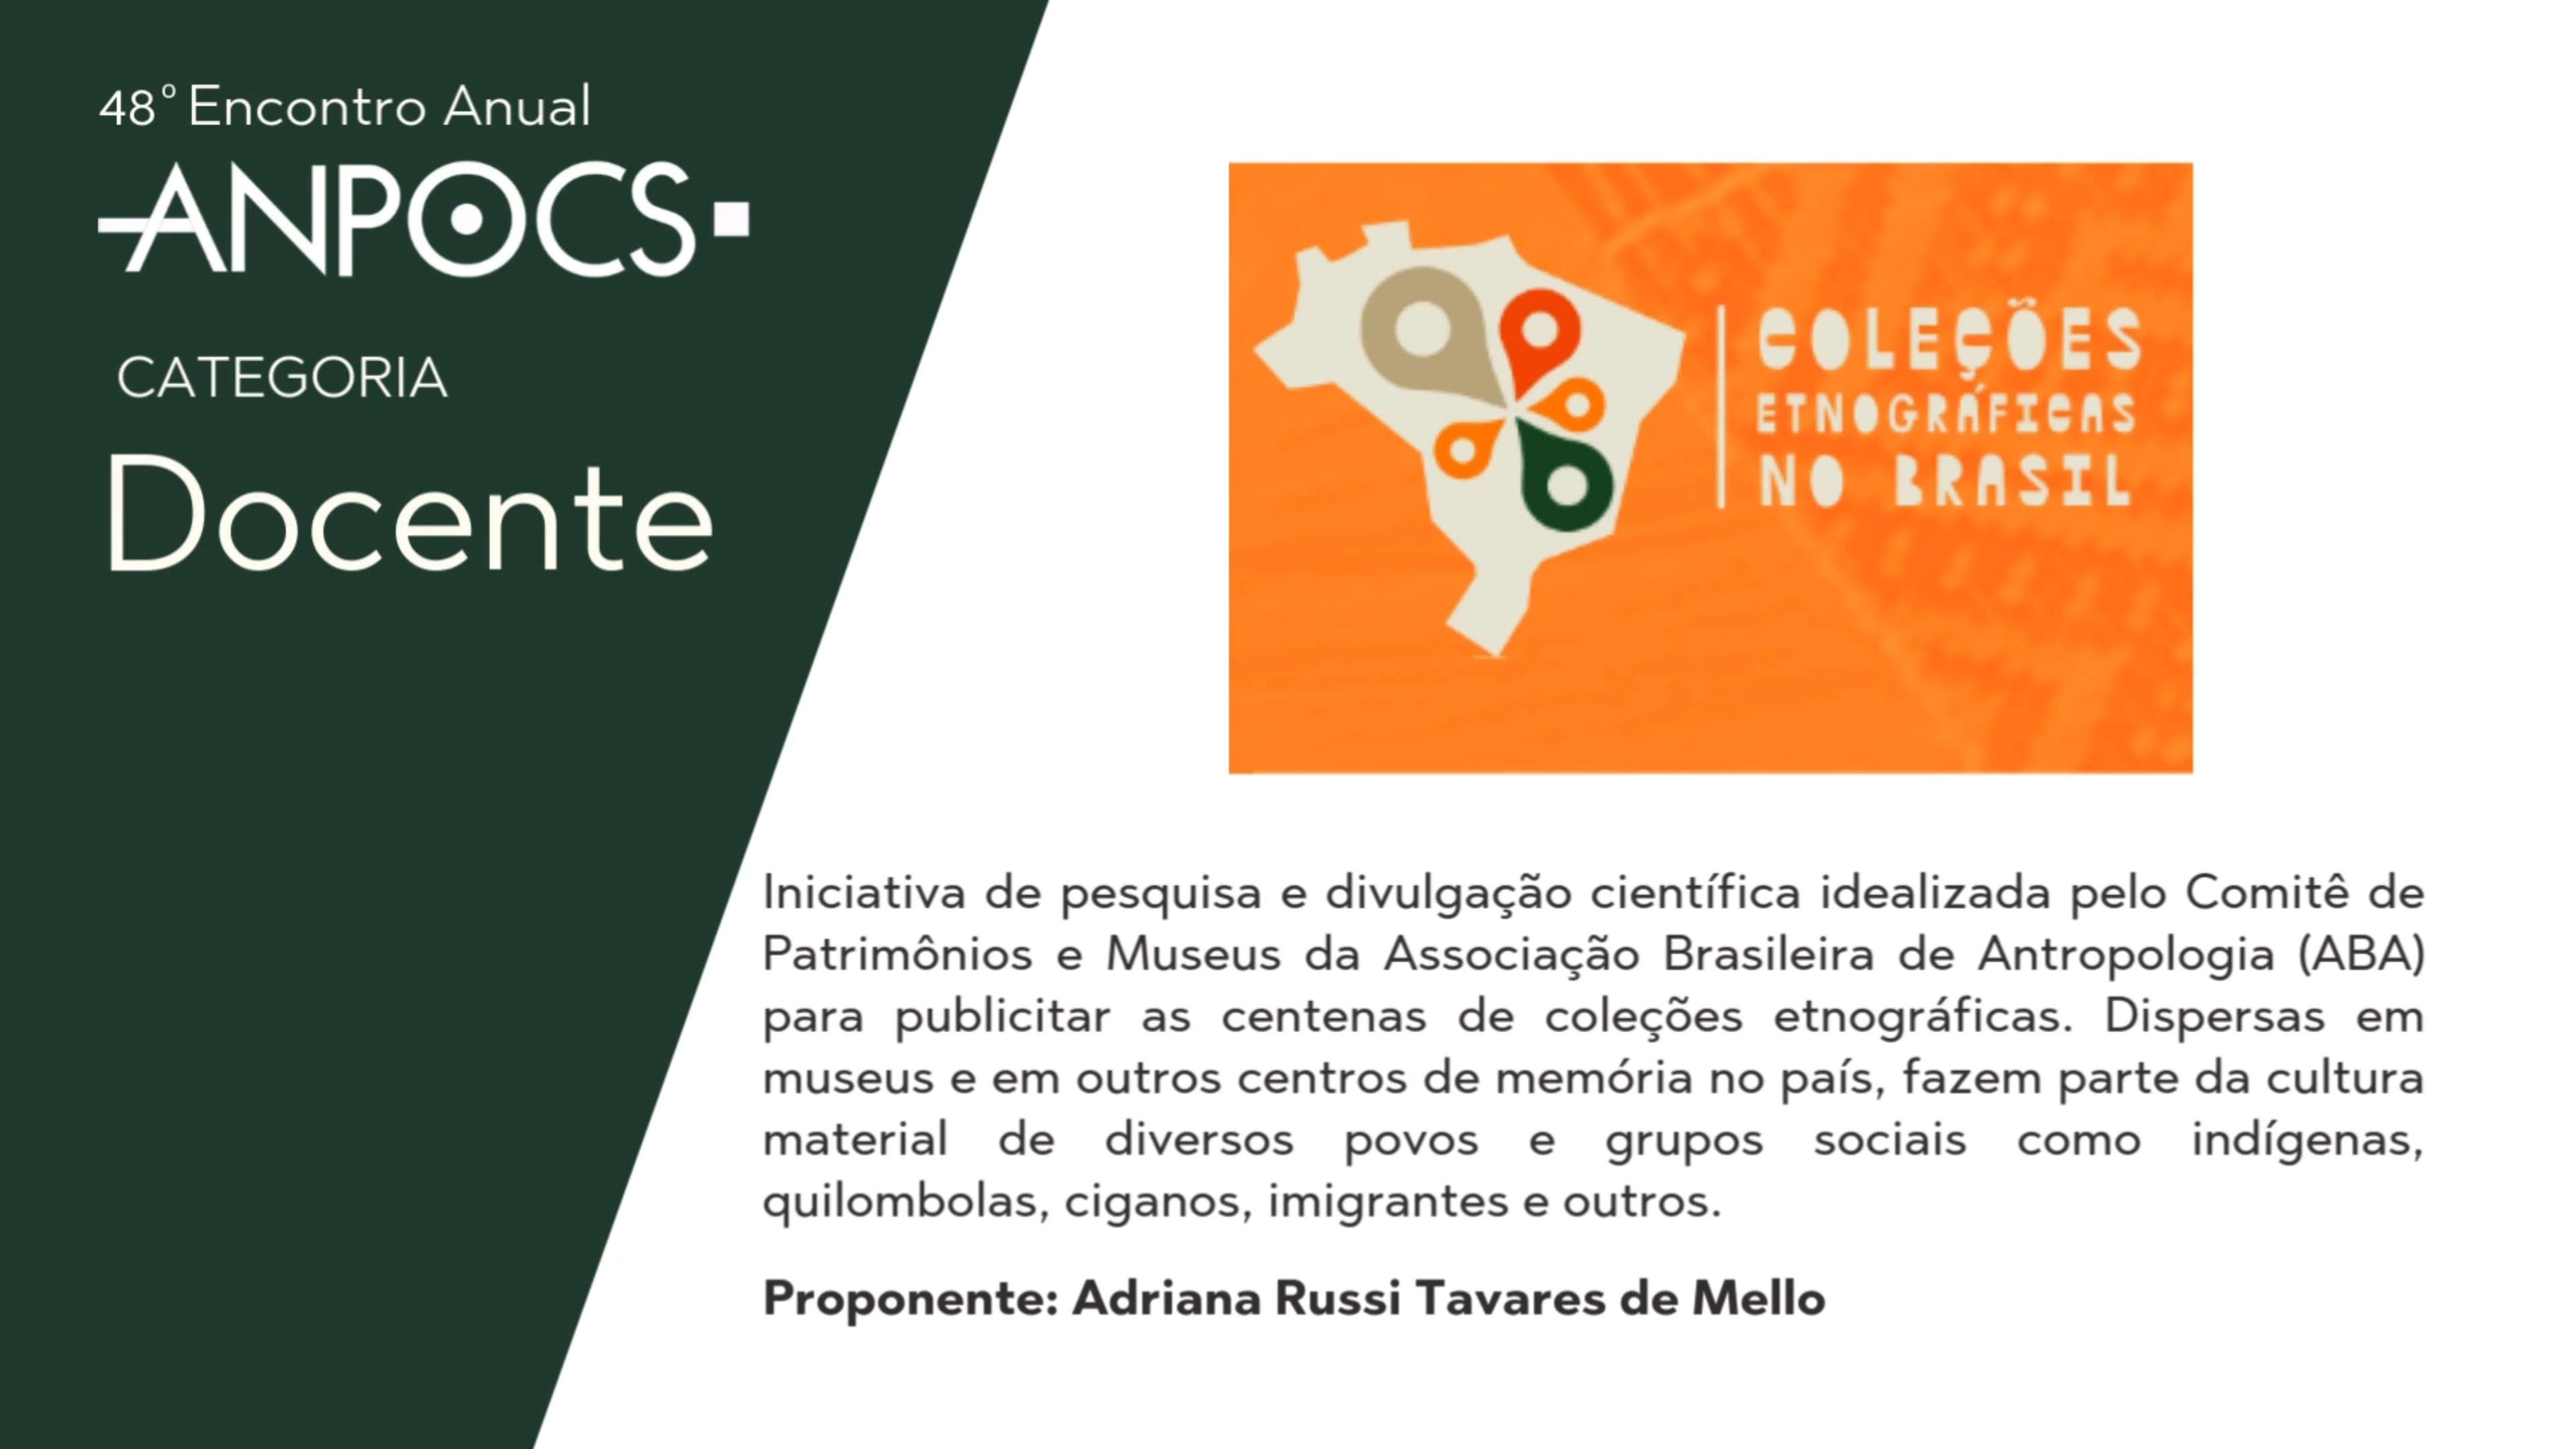 48º Encontro Anual
ANPOCS
CATEGORIA
Docente
COLEÇÕES
ETNOGRÁFICAS
NO BRASIL
Iniciativa de pesquisa e divulgação científica idealizada pelo Comitê de
Patrimônios e Museus da Associação Brasileira de Antropologia (ABA)
para publicitar as centenas de coleções etnográficas. Dispersas em
museus e em outros centros de memória no país, fazem parte da cultura
material de diversos povos e grupos sociais como indígenas,
quilombolas, ciganos, imigrantes e outros.
Proponente: Adriana Russi Tavares de Mello